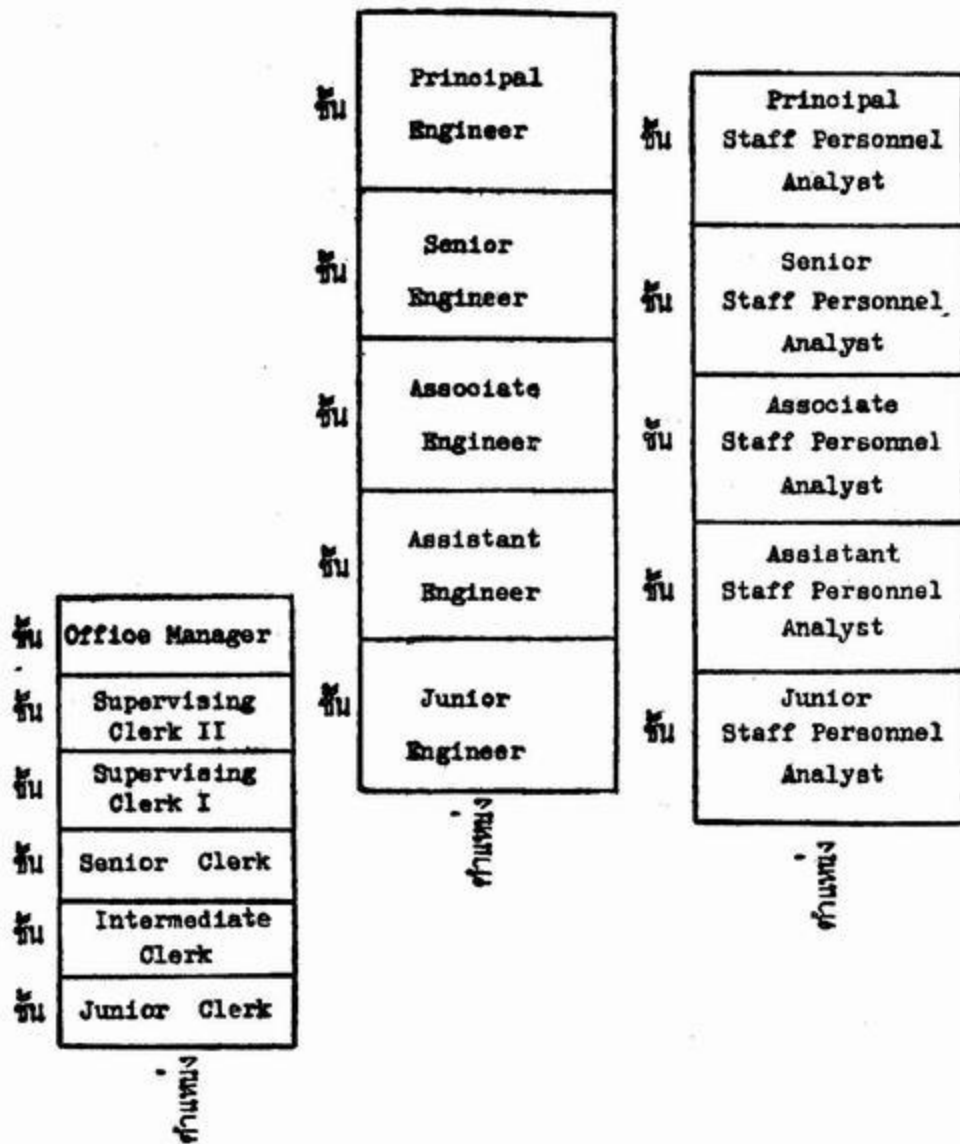 ชั้น
Office Manager
ชั้น
Supervising
Clerk II
ชั้น
Supervising
Clerk I
ชั้น
Senior Clerk
ชั้น
Intermediate
Clerk
ชั้น
Junior Clerk
ตำแหน่ง
ชั้น
Principal
Engineer
ชั้น
Senior
Engineer
ชั้น
Associate
Engineer
ชั้น
Assistant
Engineer
ชั้น
Junior
Engineer
ตำแหน่ง
ชั้น
Principal
Staff Personnel
Analyst
ชั้น
Senior
Staff Personnel
Analyst
ชั้น
Associate
Staff Personnel
Analyst
ชั้น
Assistant
Staff Personnel
Analyst
ชั้น
Junior
Staff Personnel
Analyst
ตำแหน่ง